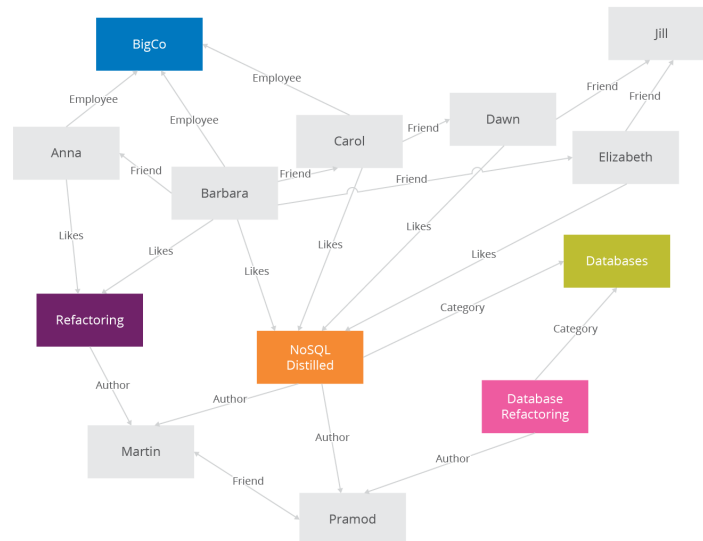 Jill
BigCo
Employee
Employee
Employee
Friend
Dawn
Carol
Friend
Friend
Anna
Elizabeth
Friend
Friend
Friend
Barbara
Likes
Likes
Likes
Likes
Likes
Likes
Databases
Refactoring
Category
Category
NoSQL
Distilled
Author
Author
Database
Refactoring
Author
Author
Martin
Friend
Pramod